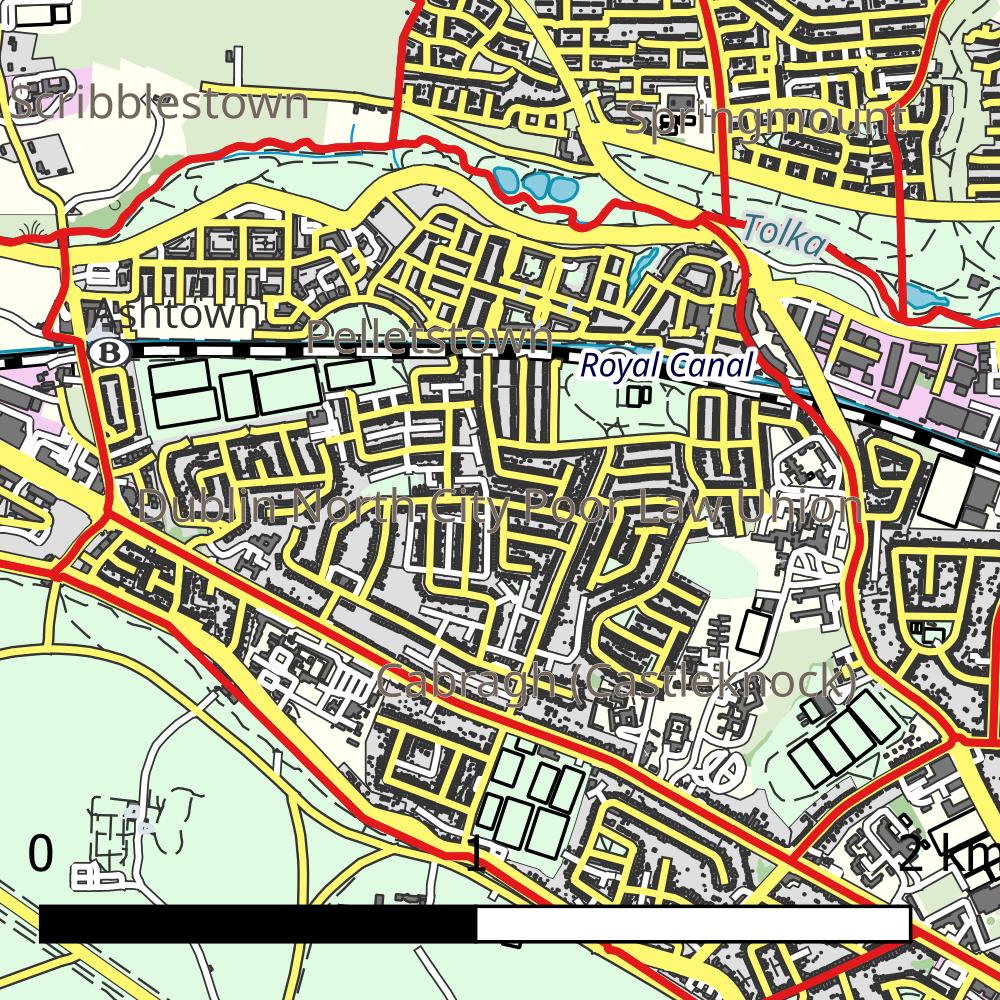 Scribblestown
Springmount
Tolka
Ashtown
Pelletstown
B
Royal Canal
Dublin North City Poor Law Union
Cabragh (Castleknock)
0 1 2 km